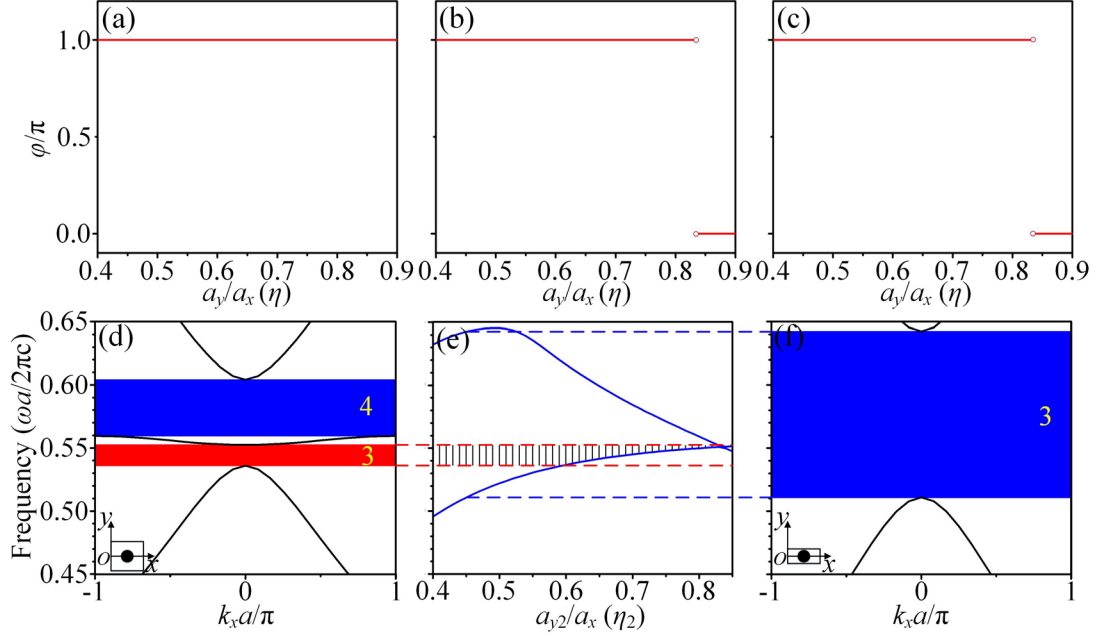 (a) (b) (c)
1.0
0.5
0.0
φ/π
0.4 0.5 0.6 0.7 0.8 0.9 0.4 0.5 0.6 0.7 0.8 0.9 0.4 0.5 0.6 0.7 0.8 0.9
a_y/a_x (η) a_y/a_x (η) a_y/a_x (η)
0.65 (d) (e) (f)
0.60
4
3
0.55
3
0.50
0.45
Frequency (ωa/2πc)
y
o x
y
o x
-1 0 1 0.4 0.5 0.6 0.7 0.8 -1 0 1
k_xa/π a_y2/a_x (η_2) k_xa/π